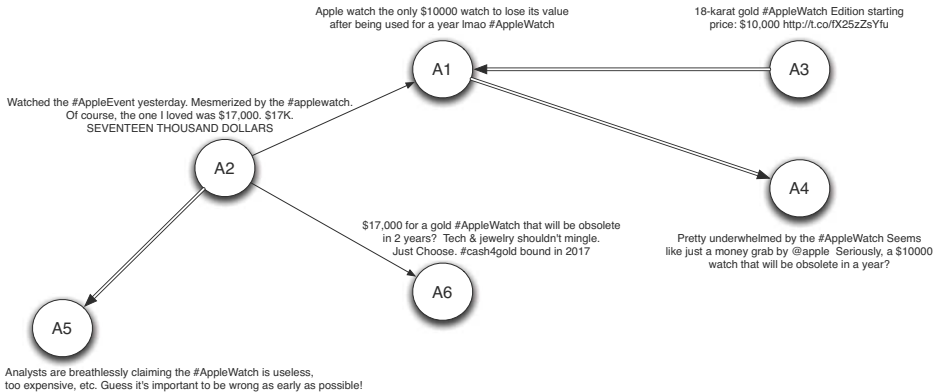 Apple watch the only $10000 watch to lose its value
after being used for a year lmao #AppleWatch
18-karat gold #AppleWatch Edition starting
price: $10,000 http://t.co/fX25zZsYfu
A1
A3
Watched the #AppleEvent yesterday. Mesmerized by the #applewatch.
Of course, the one I loved was $17,000. $17K.
SEVENTEEN THOUSAND DOLLARS
A2
A4
$17,000 for a gold #AppleWatch that will be obsolete
in 2 years? Tech & jewelry shouldn't mingle.
Just Choose. #cash4gold bound in 2017
Pretty underwhelmed by the #AppleWatch Seems
like just a money grab by @apple Seriously, a $10000
watch that will be obsolete in a year?
A6
A5
Analysts are breathlessly claiming the #AppleWatch is useless,
too expensive, etc. Guess it's important to be wrong as early as possible!